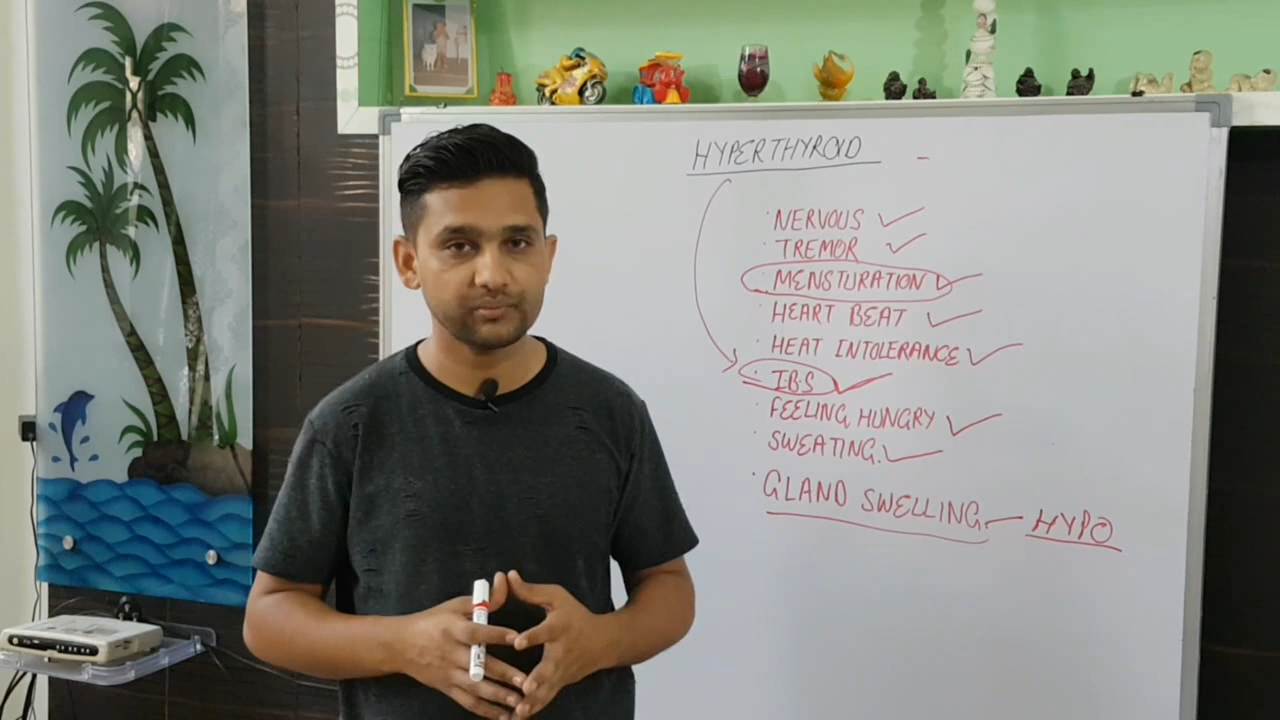 HYPERTHYROID -
NERVOUS
TREMOR
MENSTURATION
HEART BEAT
HEAT INTOLERANCE
IBS
FEELING HUNGRY
SWEATING.
GLAND SWELLING - HYPO